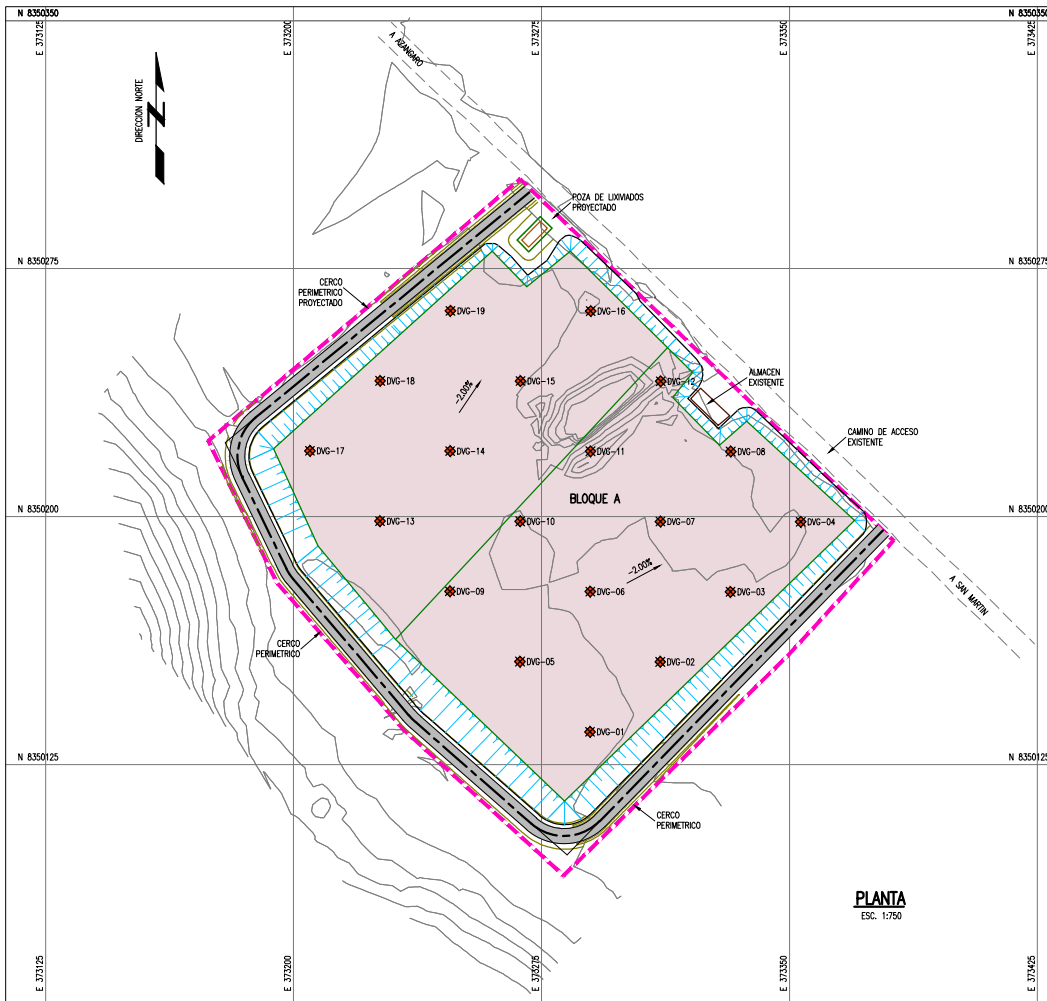 N 8350350
N 8350350
E 373125
E 373200
E 373275
E 373350
E 373425
A AZANGARO
DIRECCION NORTE
N
POZA DE LIXIVIADOS
PROYECTADO
N 8350275
N 8350275
CERCO
PERIMETRICO
PROYECTADO
DVG-19
DVG-16
-2.00%
DVG-18
DVG-15
DVG-12
ALMACEN
EXISTENTE
CAMINO DE ACCESO
EXISTENTE
DVG-17
DVG-14
DVG-11
DVG-08
BLOQUE A
N 8350200
N 8350200
DVG-13
DVG-10
DVG-07
DVG-04
-2.00%
A SAN MARTIN
DVG-09
DVG-06
DVG-03
CERCO
PERIMETRICO
DVG-05
DVG-02
DVG-01
N 8350125
N 8350125
CERCO
PERIMETRICO
PLANTA
ESC. 1:750
E 373125
E 373200
E 373275
E 373350
E 373425